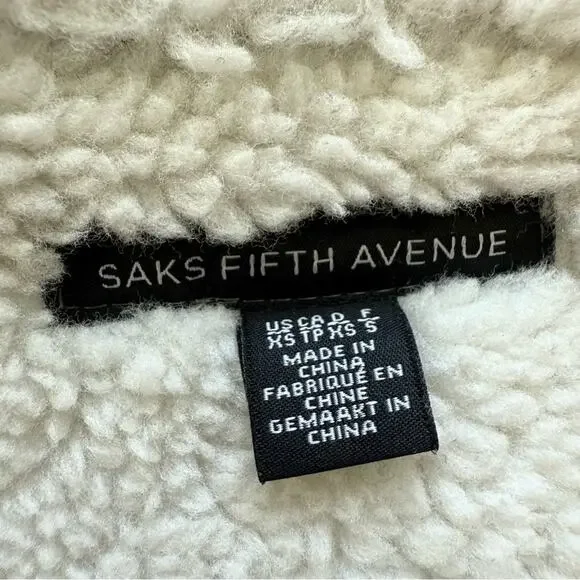 SAKS FIFTH AVENUE
US CA D F
XS TP XS S
MADE IN
CHINA
FABRIQUÉ EN
CHINE
GEMAAKT IN
CHINA